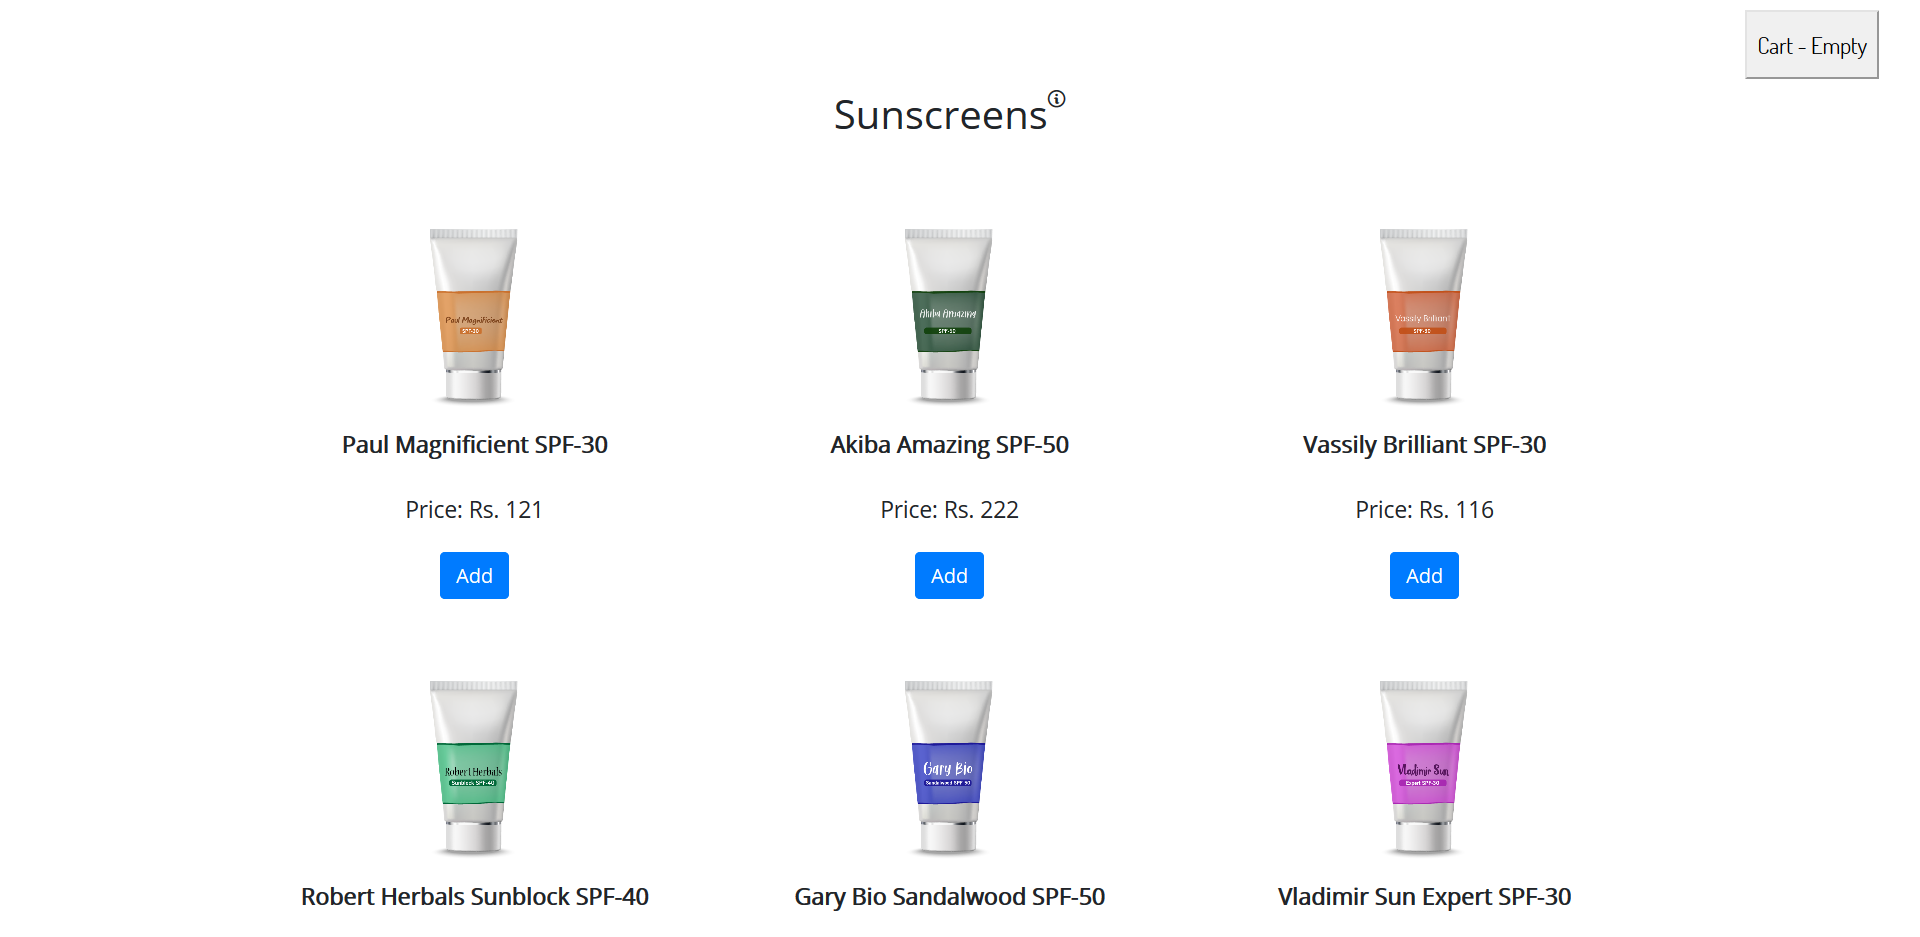 Cart - Empty
Sunscreens
Paul Magnificient
SPF-30
Akiba Amazing
SPF-50
Vassily Brilliant
SPF-30
Paul Magnificient SPF-30
Akiba Amazing SPF-50
Vassily Brilliant SPF-30
Price: Rs. 121
Price: Rs. 222
Price: Rs. 116
Add
Add
Add
Robert Herbals
Sunblock SPF-40
Gary Bio
Sandalwood SPF-50
Vladimir Sun
Expert SPF-30
Robert Herbals Sunblock SPF-40
Gary Bio Sandalwood SPF-50
Vladimir Sun Expert SPF-30